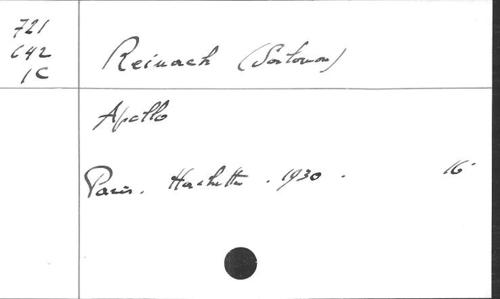 721
642
1C
Reinach (Salomon)
Apollo
Paris. Hachette. 1930. 16°